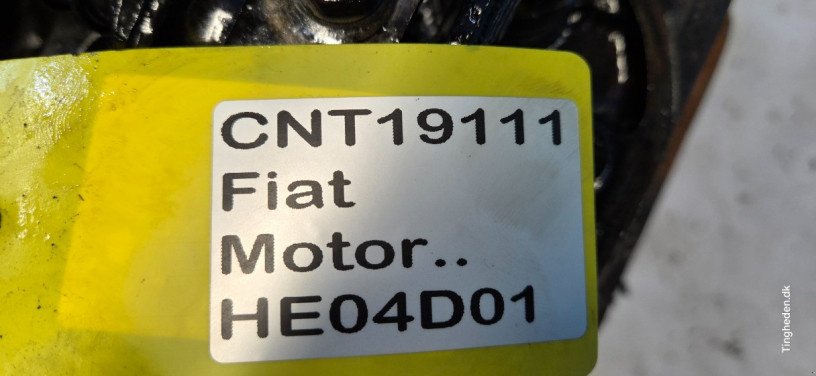 CNT19111
Fiat
Motor..
HE04D01
Tingheden.dk